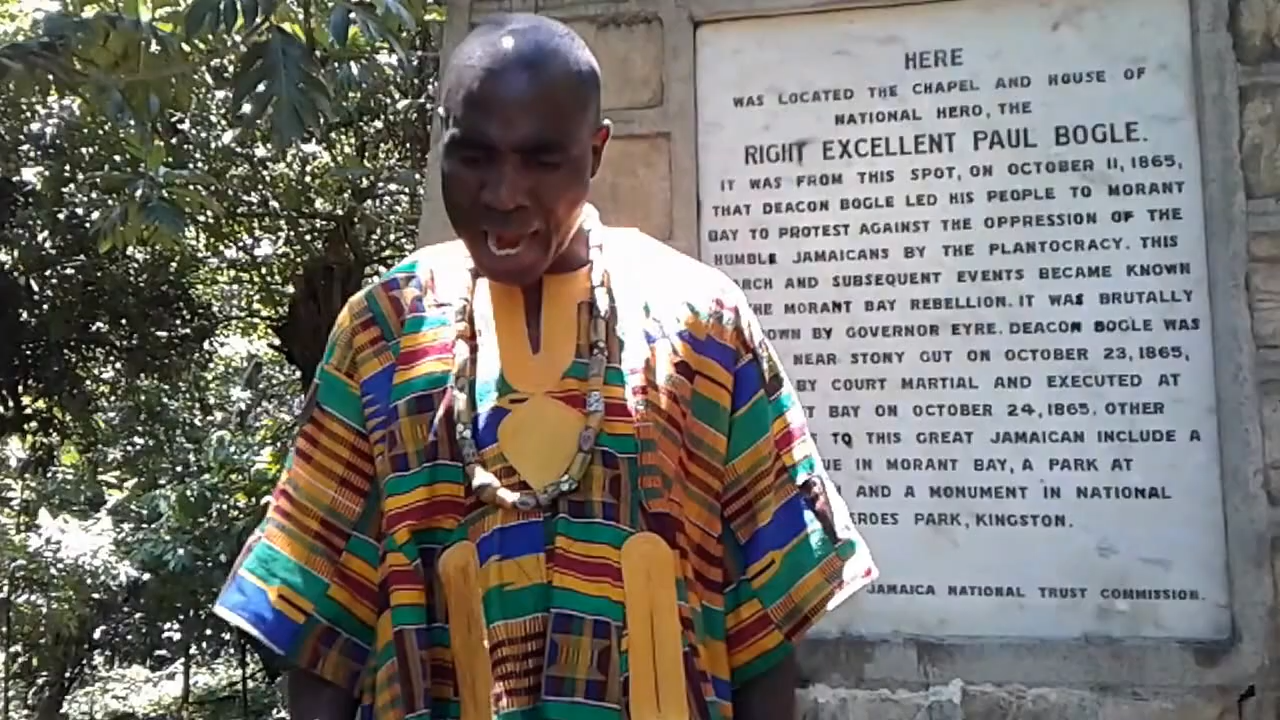 HERE
WAS LOCATED THE CHAPEL AND HOUSE OF
NATIONAL HERO, THE
RIGHT EXCELLENT PAUL BOGLE.
IT WAS FROM THIS SPOT, ON OCTOBER 11, 1865,
THAT DEACON BOGLE LED HIS PEOPLE TO MORANT
BAY TO PROTEST AGAINST THE OPPRESSION OF THE
HUMBLE JAMAICANS BY THE PLANTOCRACY. THIS
RCH AND SUBSEQUENT EVENTS BECAME KNOWN
HE MORANT BAY REBELLION. IT WAS BRUTALLY
OWN BY GOVERNOR EYRE. DEACON BOGLE WAS
NEAR STONY GUT ON OCTOBER 23, 1865,
BY COURT MARTIAL AND EXECUTED AT
T BAY ON OCTOBER 24, 1865. OTHER
TO THIS GREAT JAMAICAN INCLUDE A
UE IN MORANT BAY, A PARK AT
AND A MONUMENT IN NATIONAL
EROES PARK, KINGSTON.
JAMAICA NATIONAL TRUST COMMISSION.